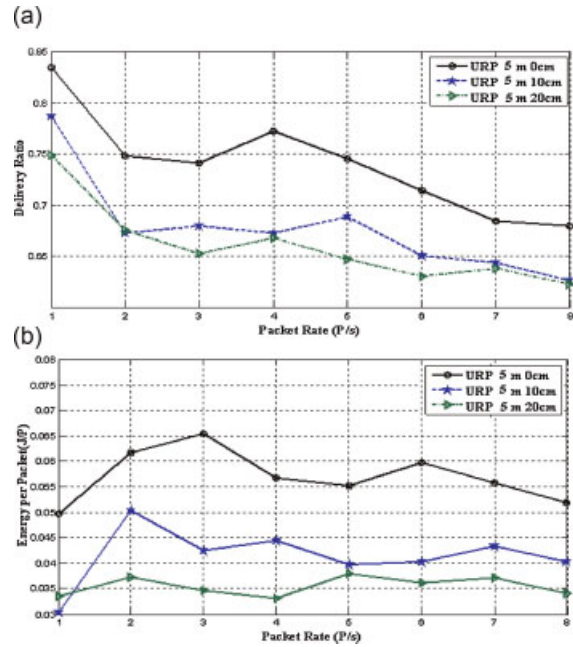 (a)
0.85
0.8
0.75
0.7
0.65
Delivery Ratio
URP 5 m 0cm
URP 5 m 10cm
URP 5 m 20cm
1 2 3 4 5 6 7 8
Packet Rate (P/s)
(b)
0.08
0.075
0.07
0.065
0.06
0.055
0.05
0.045
0.04
0.035
0.03
Energy per Packet(J/P)
URP 5 m 0cm
URP 5 m 10cm
URP 5 m 20cm
1 2 3 4 5 6 7 8
Packet Rate (P/s)